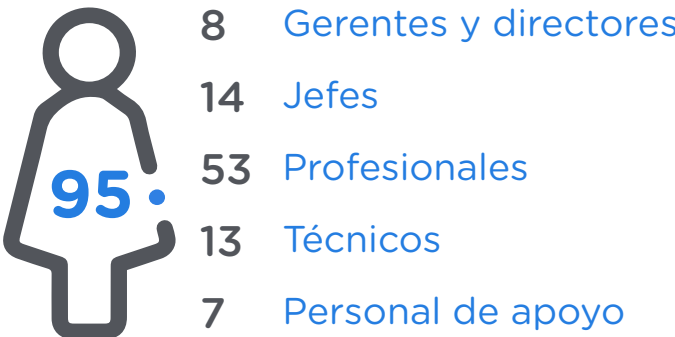 8 Gerentes y directores
14 Jefes
95
53 Profesionales
13 Técnicos
7 Personal de apoyo